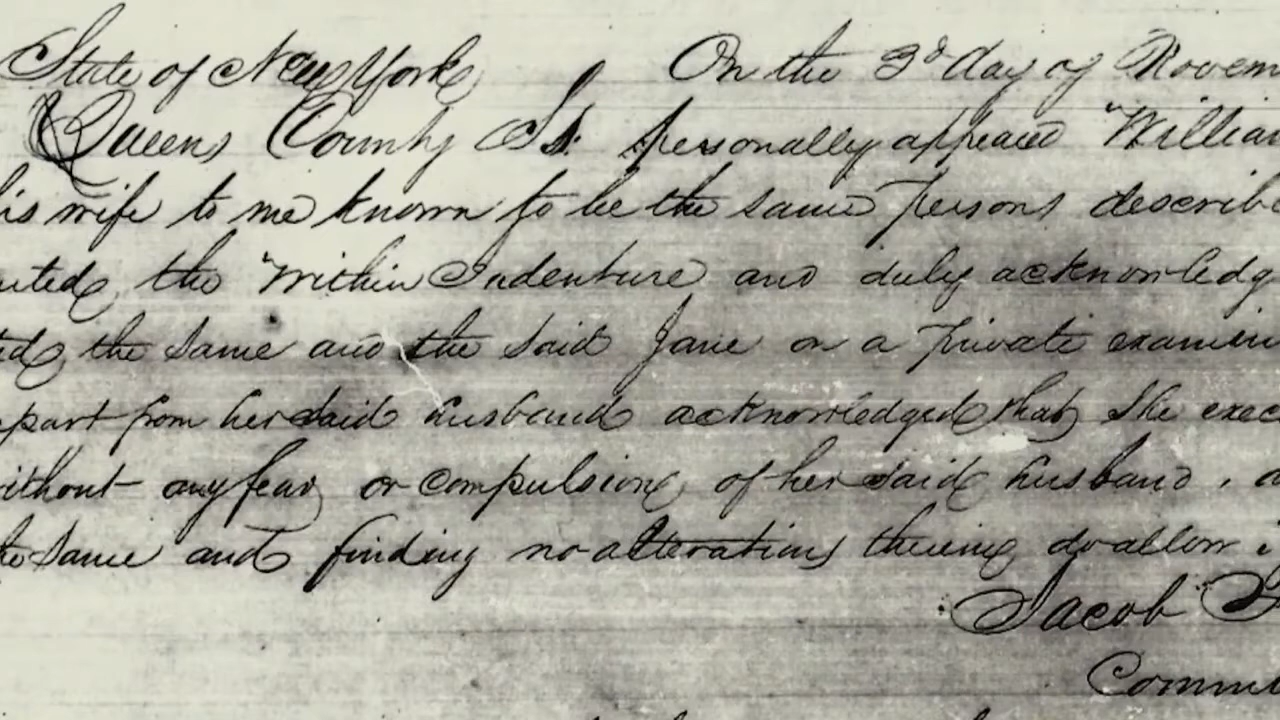 State of New York On the 3d day of Novem
Queens County Ss. personally appeared William
his wife to me known to be the same persons describe
uted the Within Indenture and duly acknowledg
ed the same and the said Jane on a private examin
apart from her said husband acknowledged that she exec
without any fear or compulsion of her said husband, a
the same and finding no alterations therein do allow
Jacob
Commi